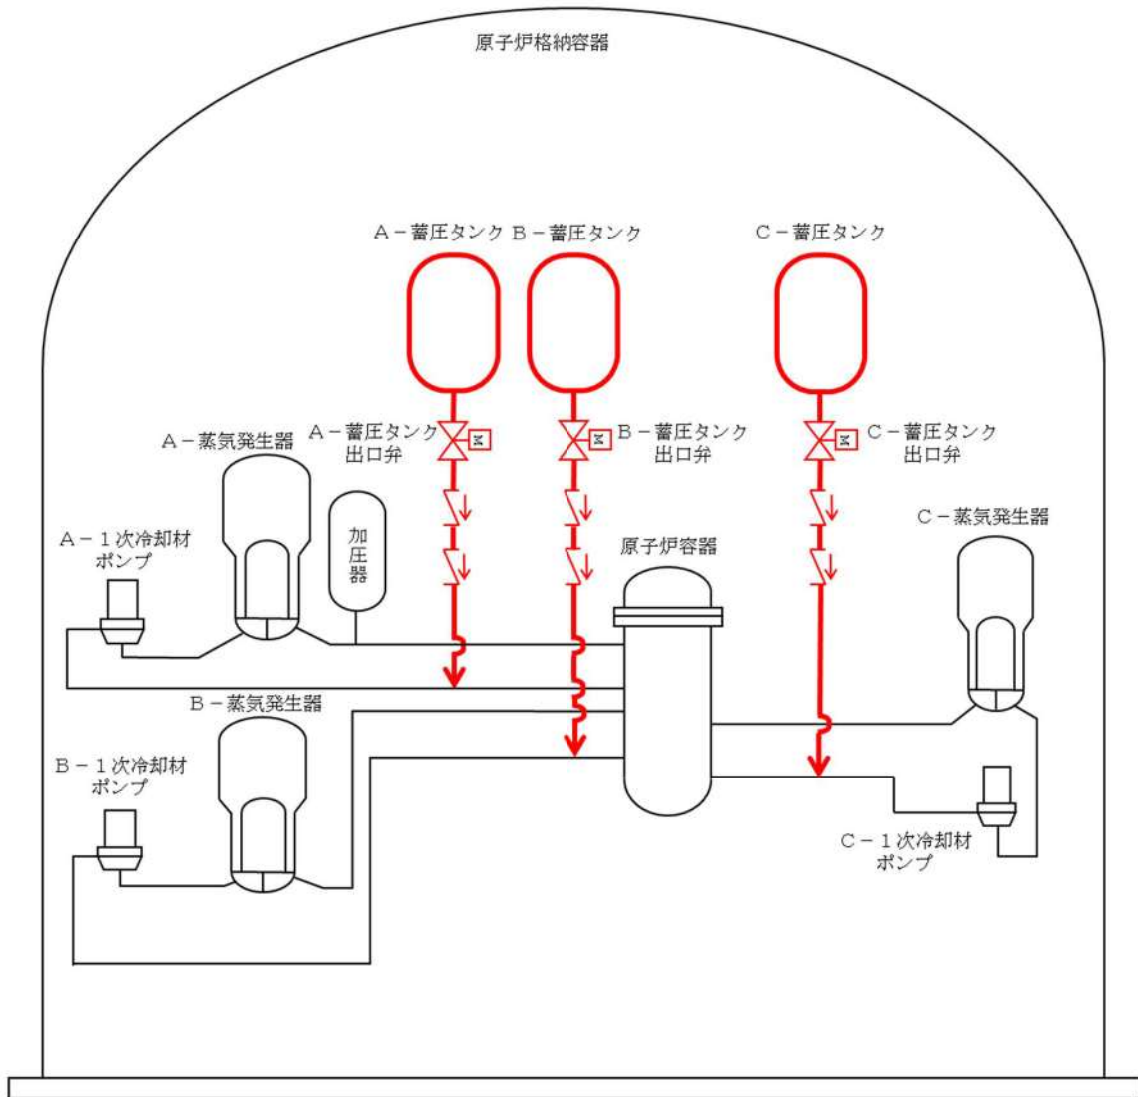 原子炉格納容器
A－蓄圧タンク
B－蓄圧タンク
C－蓄圧タンク
A－蓄圧タンク
出口弁
M
B－蓄圧タンク
出口弁
M
C－蓄圧タンク
出口弁
M
A－蒸気発生器
加圧器
A－１次冷却材
ポンプ
原子炉容器
C－蒸気発生器
B－蒸気発生器
B－１次冷却材
ポンプ
C－１次冷却材
ポンプ